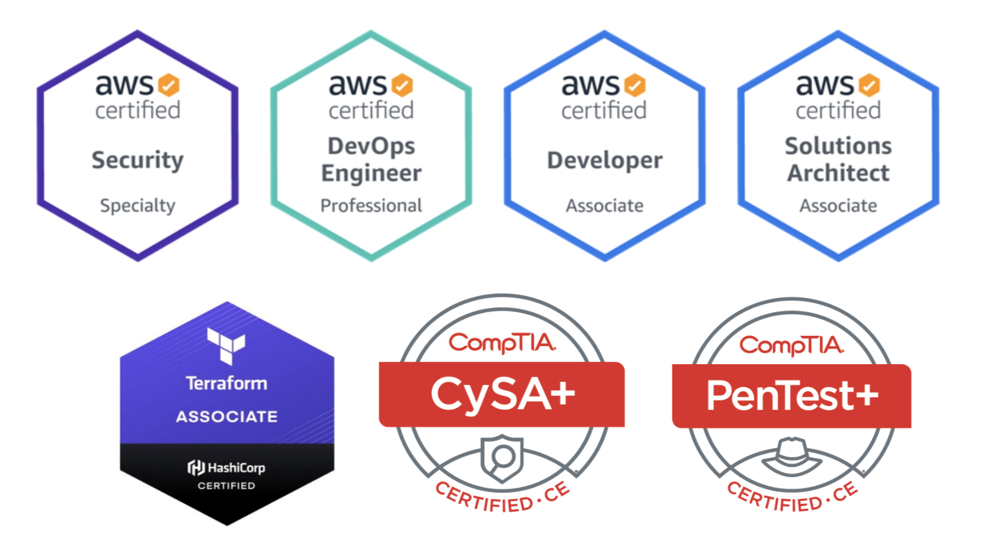 aws
certified
Security
Specialty
aws
certified
DevOps
Engineer
Professional
aws
certified
Developer
Associate
aws
certified
Solutions
Architect
Associate
Terraform
ASSOCIATE
HashiCorp
CERTIFIED
CompTIA.
CySA+
CERTIFIED · CE
CompTIA.
PenTest+
CERTIFIED · CE